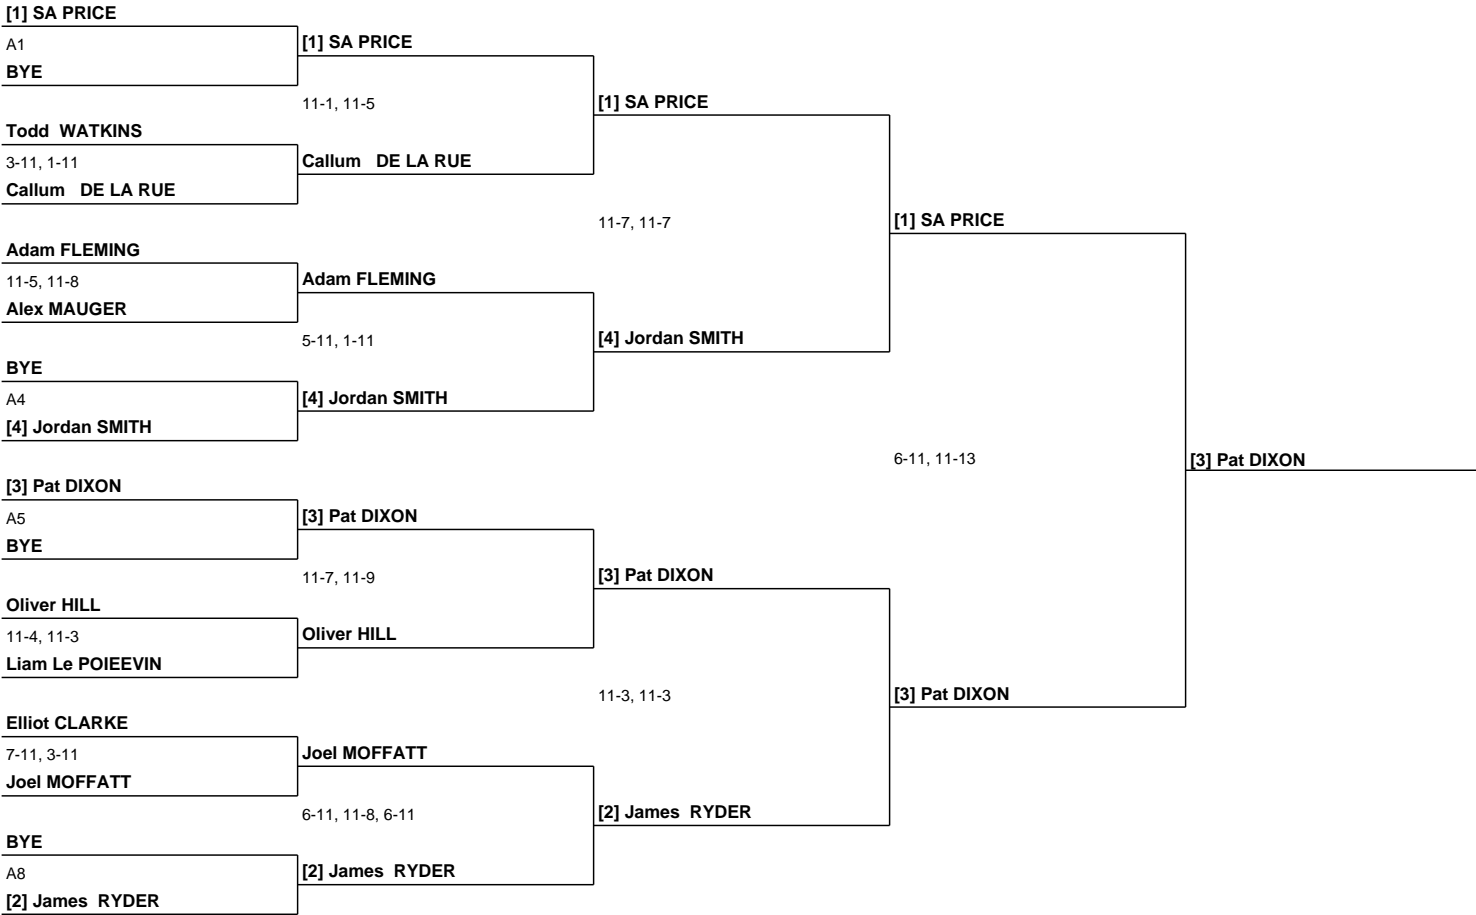 [1] SA PRICE
A1
BYE
Todd WATKINS
3-11, 1-11
Callum DE LA RUE
Adam FLEMING
11-5, 11-8
Alex MAUGER
BYE
A4
[4] Jordan SMITH
[3] Pat DIXON
A5
BYE
Oliver HILL
11-4, 11-3
Liam Le POIEEVIN
Elliot CLARKE
7-11, 3-11
Joel MOFFATT
BYE
A8
[2] James RYDER
[1] SA PRICE
11-1, 11-5
Callum DE LA RUE
Adam FLEMING
5-11, 1-11
[4] Jordan SMITH
[3] Pat DIXON
11-7, 11-9
Oliver HILL
Joel MOFFATT
6-11, 11-8, 6-11
[2] James RYDER
[1] SA PRICE
11-7, 11-7
[4] Jordan SMITH
[3] Pat DIXON
11-3, 11-3
[2] James RYDER
[1] SA PRICE
6-11, 11-13
[3] Pat DIXON
[3] Pat DIXON